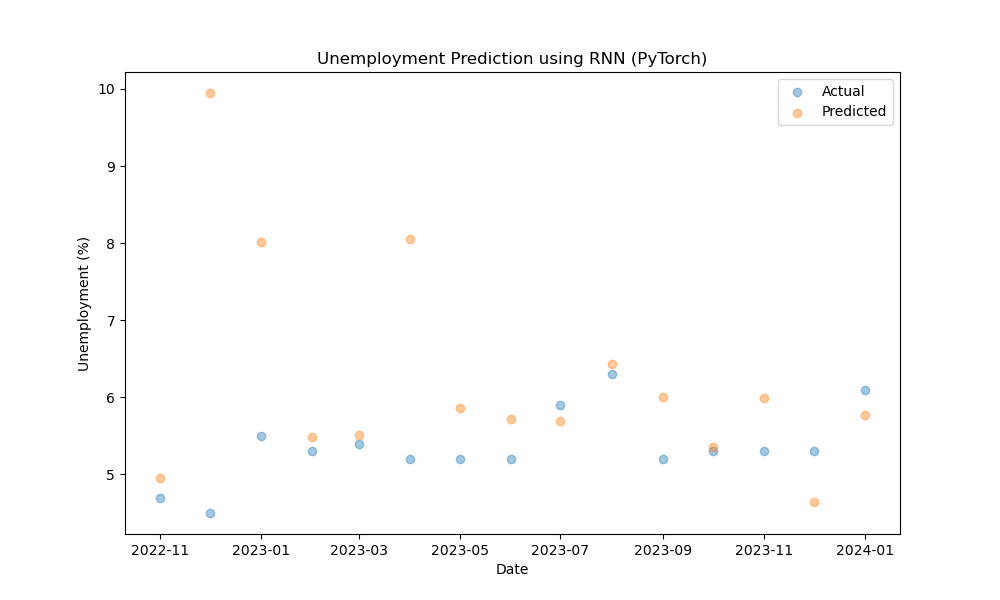 Unemployment Prediction using RNN (PyTorch)
Actual
Predicted
Unemployment (%)
10
9
8
7
6
5
2022-11
2023-01
2023-03
2023-05
2023-07
2023-09
2023-11
2024-01
Date